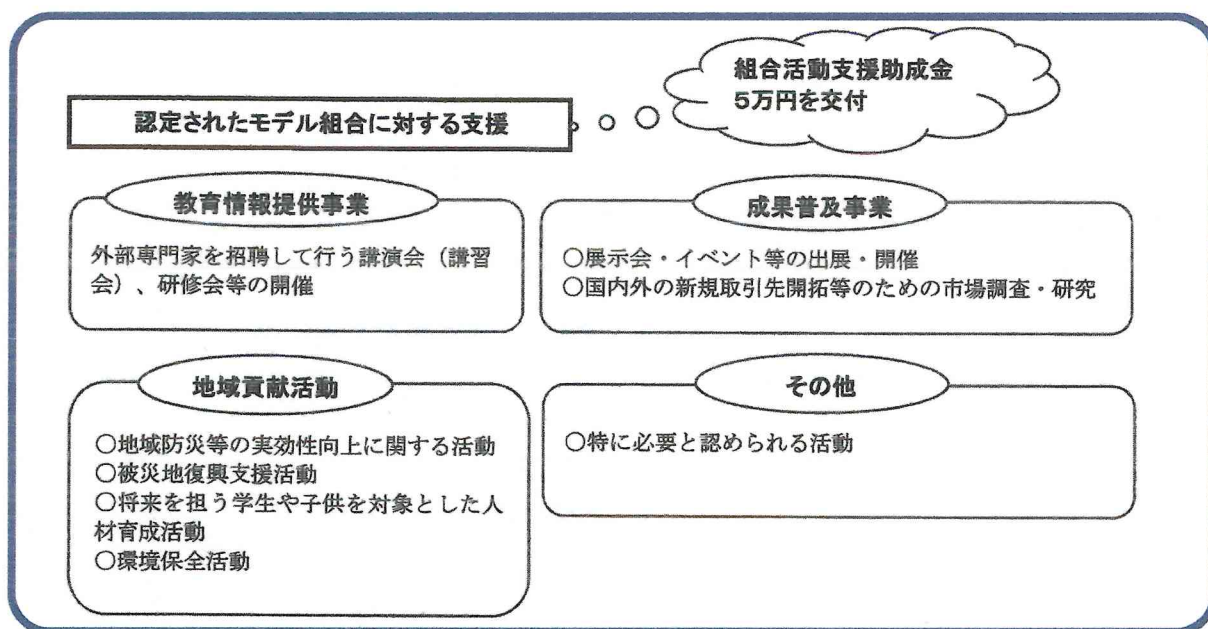 組合活動支援助成金
5万円を交付
認定されたモデル組合に対する支援
教育情報提供事業
外部専門家を招聘して行う講演会（講習
会）、研修会等の開催
成果普及事業
○展示会・イベント等の出展・開催
○国内外の新規取引先開拓等のための市場調査・研究
地域貢献活動
○地域防災等の実効性向上に関する活動
○被災地復興支援活動
○将来を担う学生や子供を対象とした人
材育成活動
○環境保全活動
その他
○特に必要と認められる活動